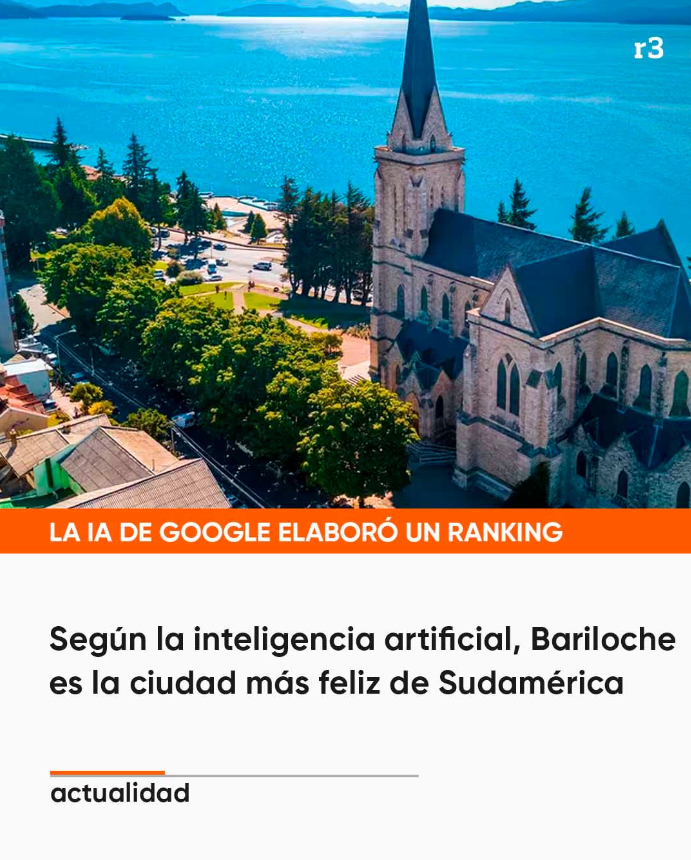 r3
LA IA DE GOOGLE ELABORÓ UN RANKING
Según la inteligencia artificial, Bariloche
es la ciudad más feliz de Sudamérica
actualidad